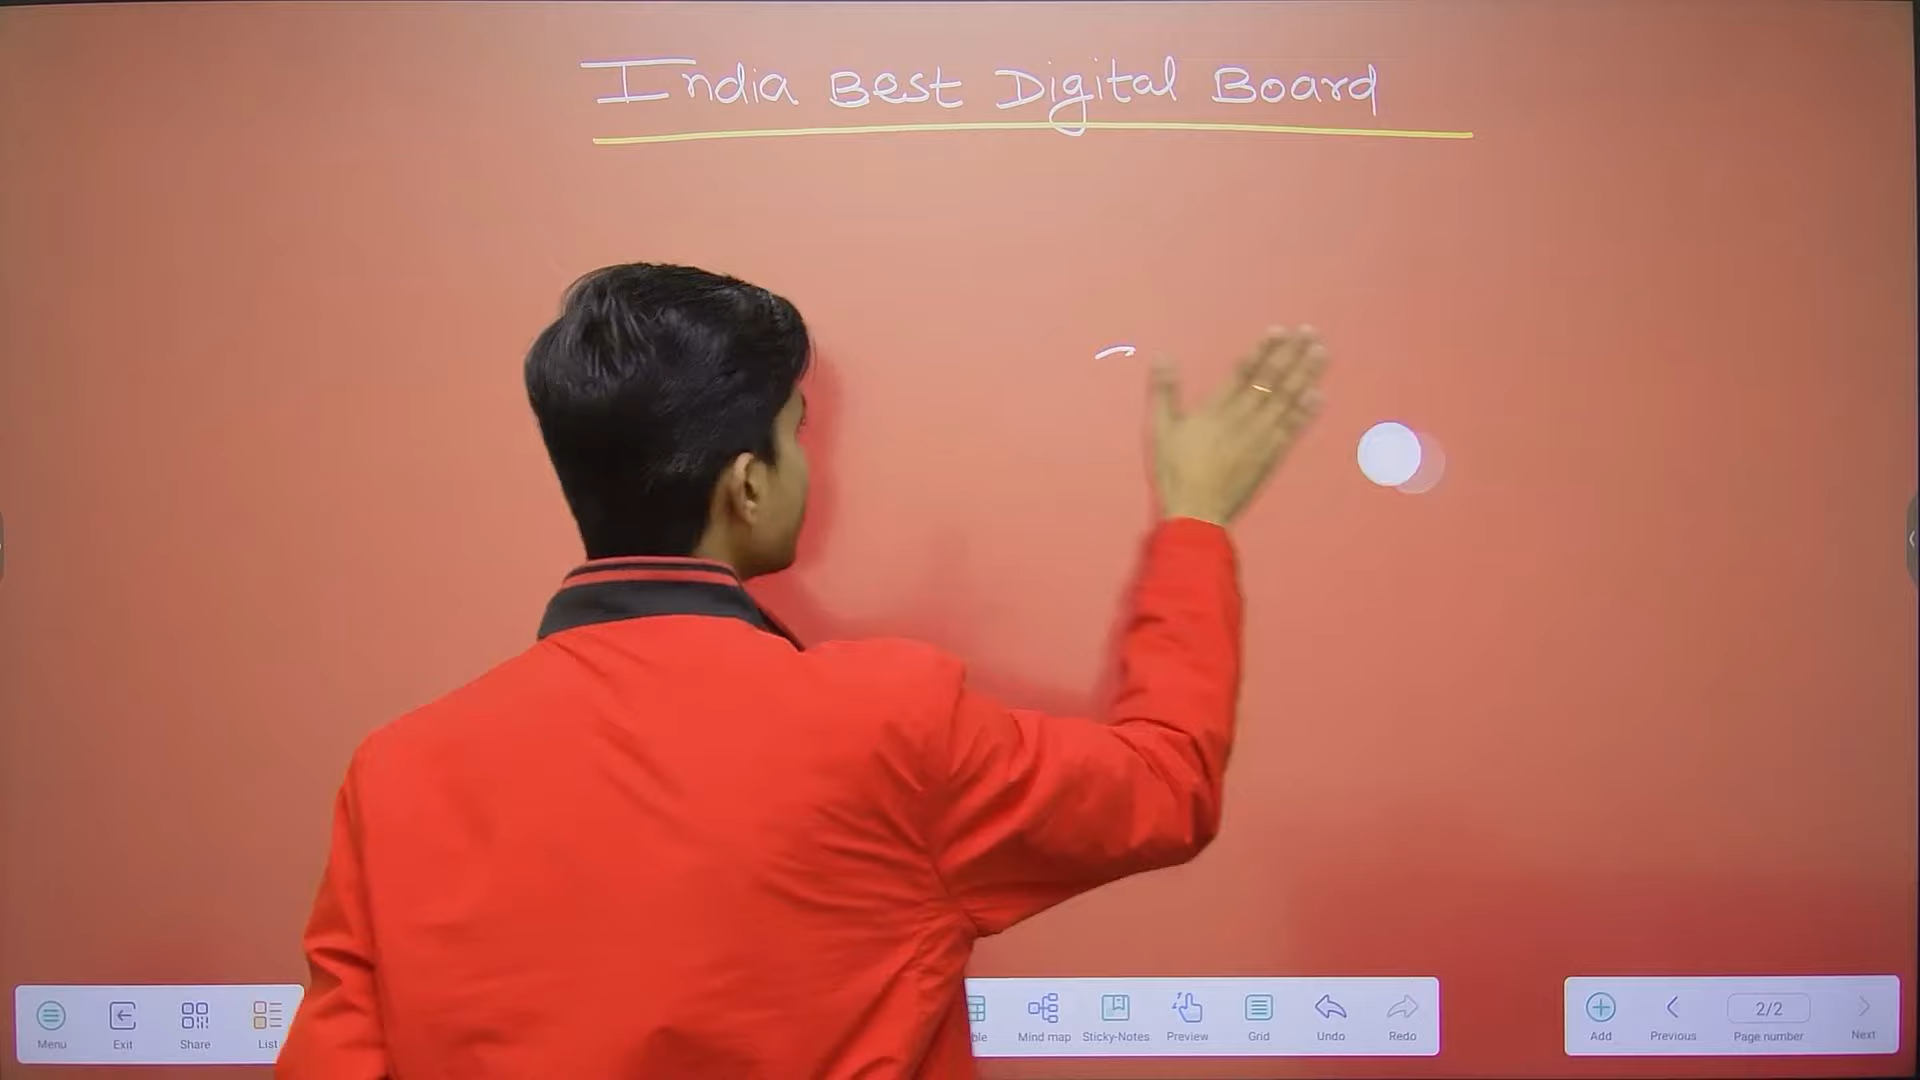 India Best Digital Board
Menu Exit Share List ble Mind map Sticky-Notes Preview Grid Undo Redo Add Previous 2/2 Page number Next